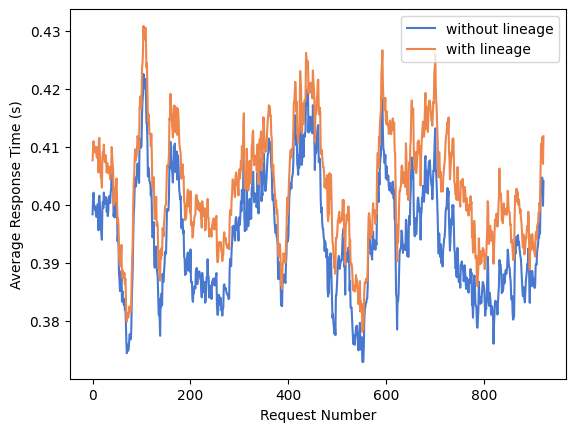 without lineage
with lineage
Average Response Time (s)
0.43
0.42
0.41
0.40
0.39
0.38
0
200
400
600
800
Request Number